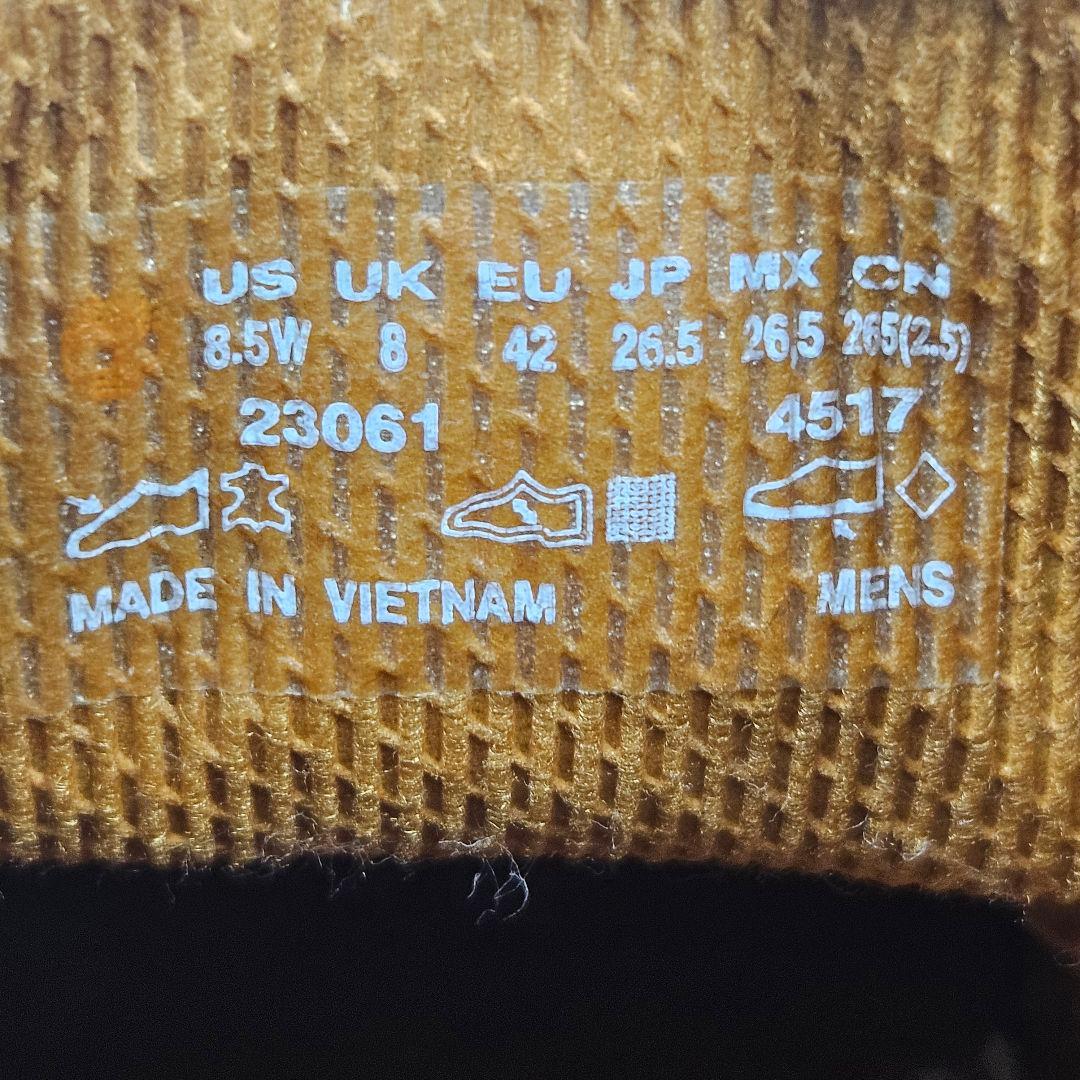 US UK EU JP MX CN
8.5W 8 42 26.5 26,5 265(2.5)
23061 4517
MADE IN VIETNAM MENS